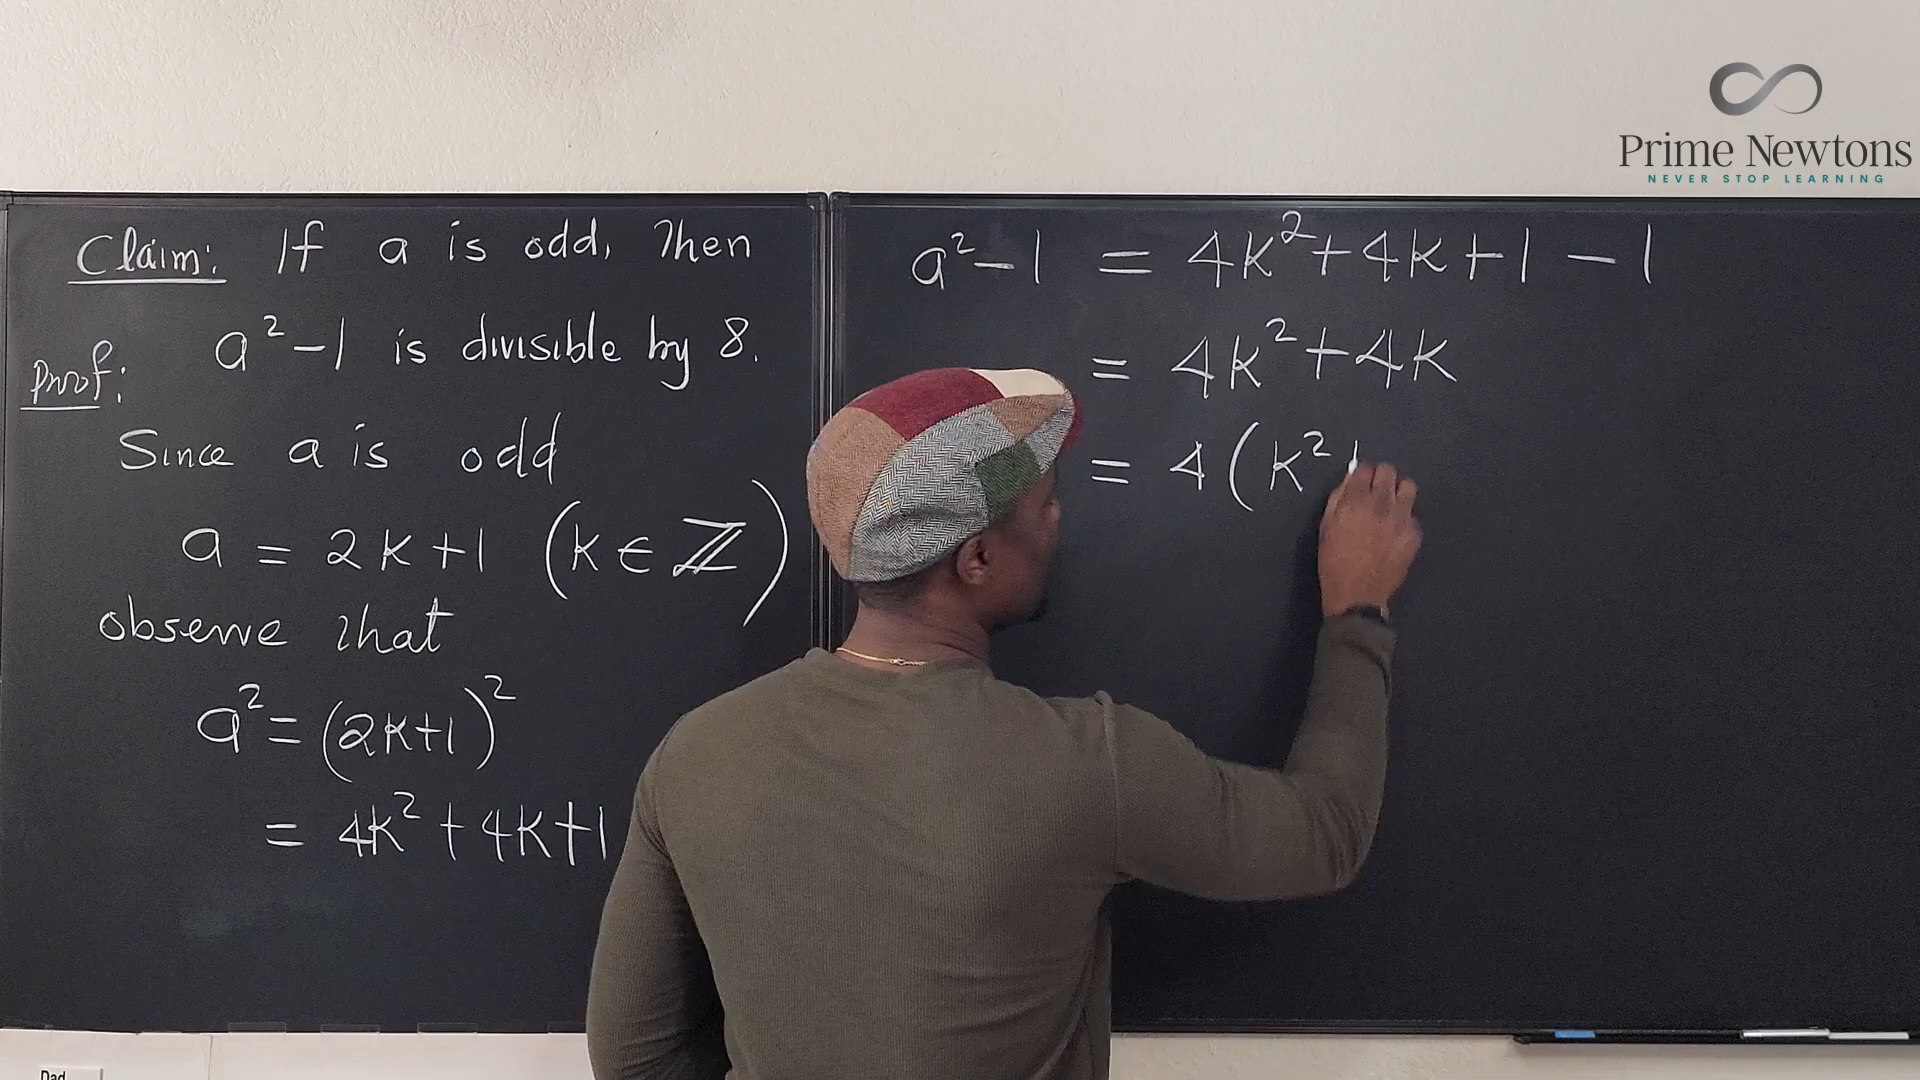 Prime Newtons
NEVER STOP LEARNING
Claim: If a is odd, then
a² - 1 is divisible by 8.
Proof:
Since a is odd
a = 2k+1 (k ∈ ℤ)
observe that
a² = (2k+1)²
= 4k² + 4k + 1
a² - 1 = 4k² + 4k + 1 - 1
= 4k² + 4k
= 4(k²
Dad